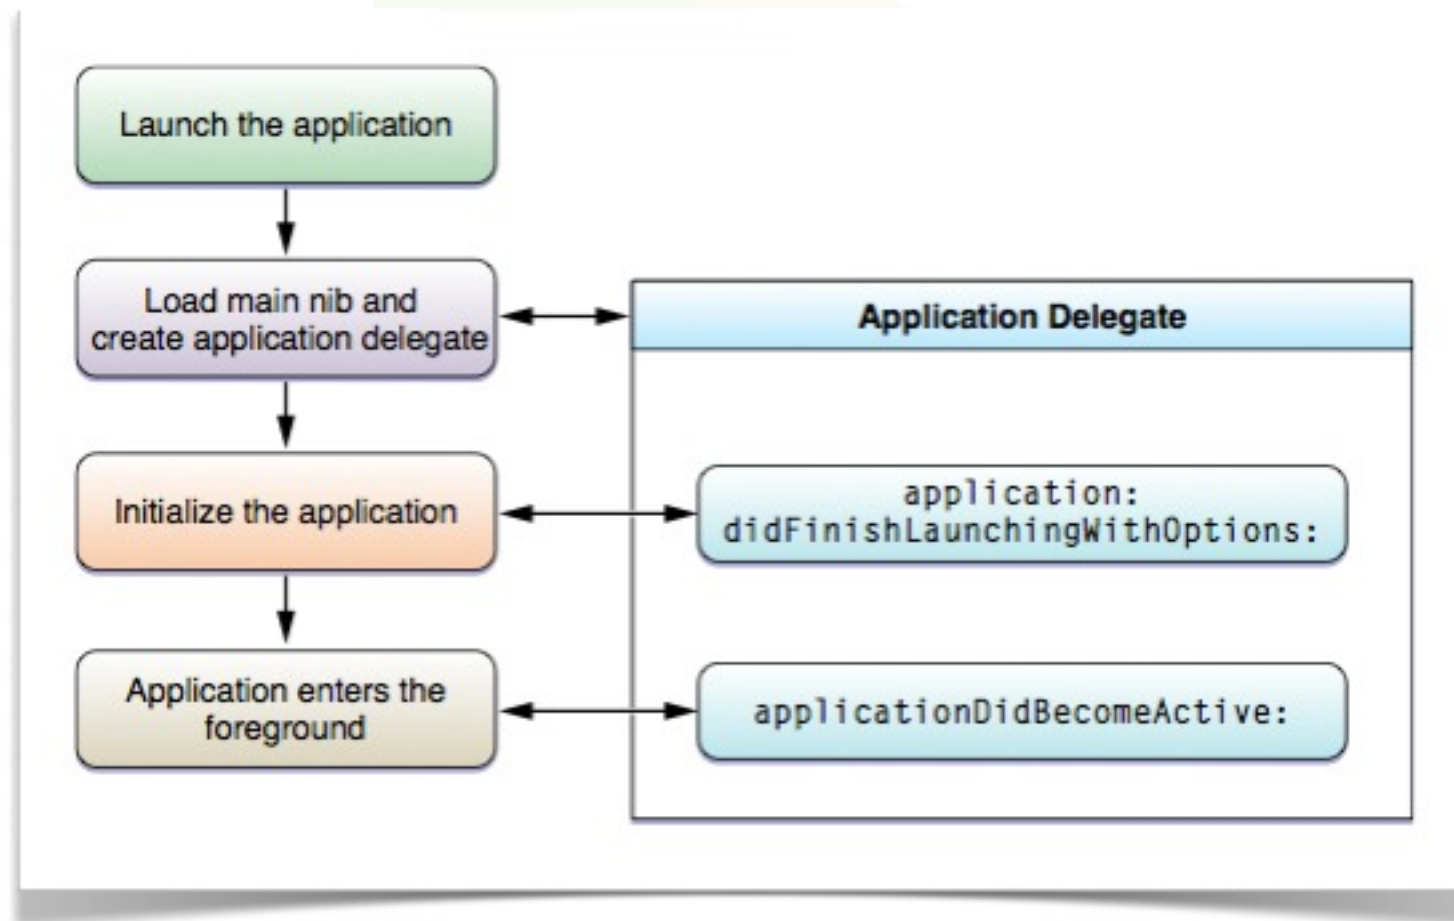 Launch the application
Load main nib and
create application delegate
Application Delegate
Initialize the application
application:
didFinishLaunchingWithOptions:
Application enters the
foreground
applicationDidBecomeActive: